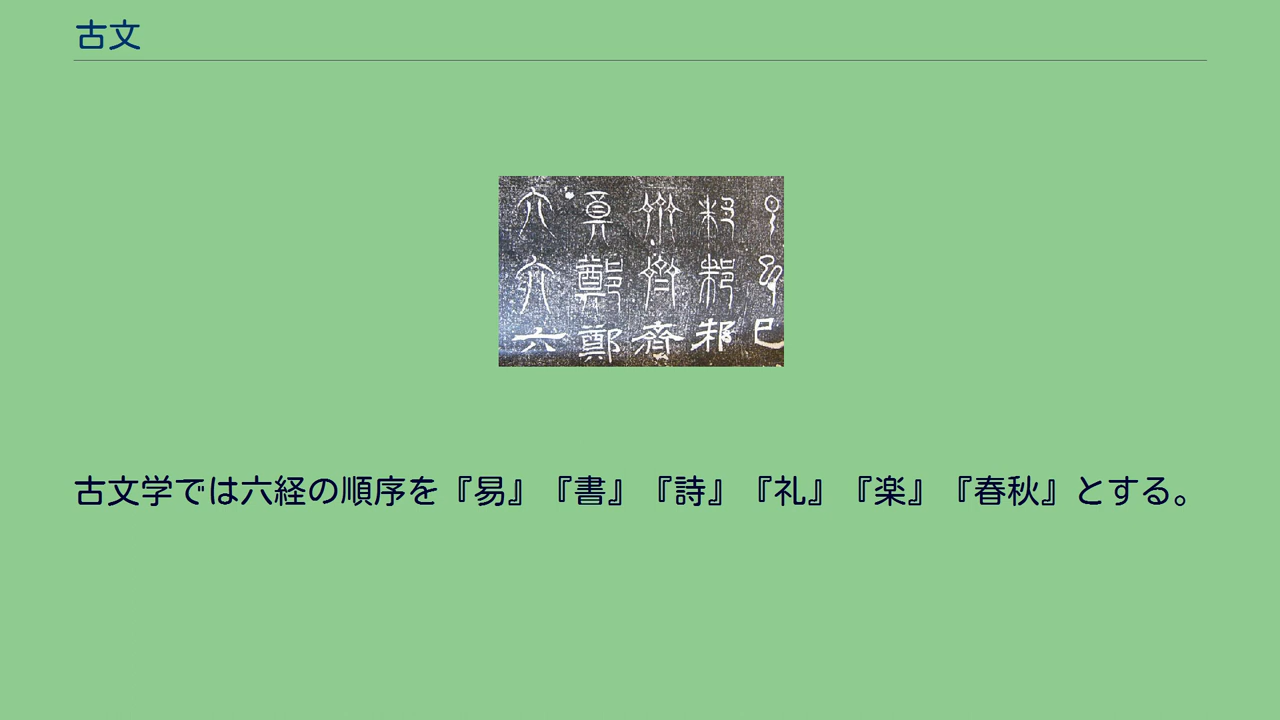 古文
六 鄭 齊 邦 巳
古文学では六経の順序を『易』『書』『詩』『礼』『楽』『春秋』とする。